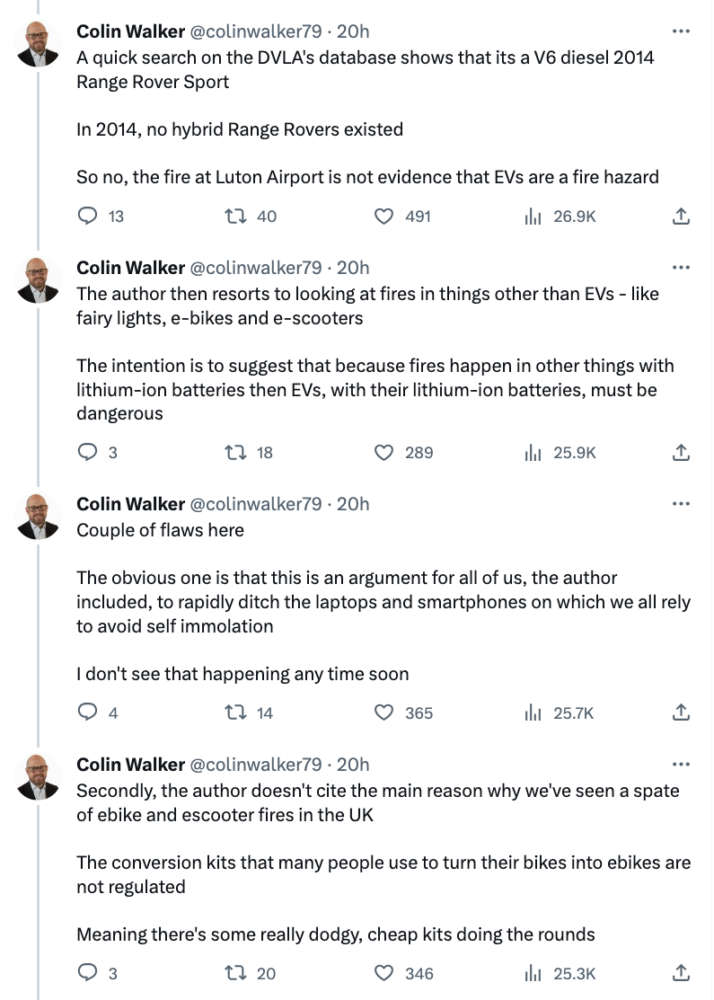 Colin Walker @colinwalker79 · 20h
A quick search on the DVLA's database shows that its a V6 diesel 2014
Range Rover Sport
In 2014, no hybrid Range Rovers existed
So no, the fire at Luton Airport is not evidence that EVs are a fire hazard
13 40 491 26.9K
Colin Walker @colinwalker79 · 20h
The author then resorts to looking at fires in things other than EVs - like
fairy lights, e-bikes and e-scooters
The intention is to suggest that because fires happen in other things with
lithium-ion batteries then EVs, with their lithium-ion batteries, must be
dangerous
3 18 289 25.9K
Colin Walker @colinwalker79 · 20h
Couple of flaws here
The obvious one is that this is an argument for all of us, the author
included, to rapidly ditch the laptops and smartphones on which we all rely
to avoid self immolation
I don't see that happening any time soon
4 14 365 25.7K
Colin Walker @colinwalker79 · 20h
Secondly, the author doesn't cite the main reason why we've seen a spate
of ebike and escooter fires in the UK
The conversion kits that many people use to turn their bikes into ebikes are
not regulated
Meaning there's some really dodgy, cheap kits doing the rounds
3 20 346 25.3K